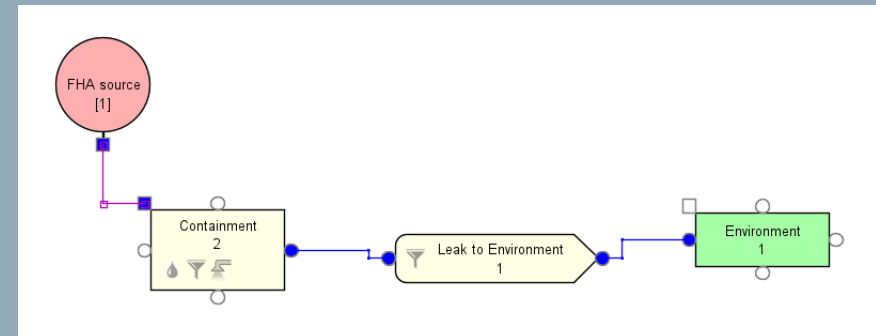 FHA source
[1]
Containment
2
Leak to Environment
1
Environment
1